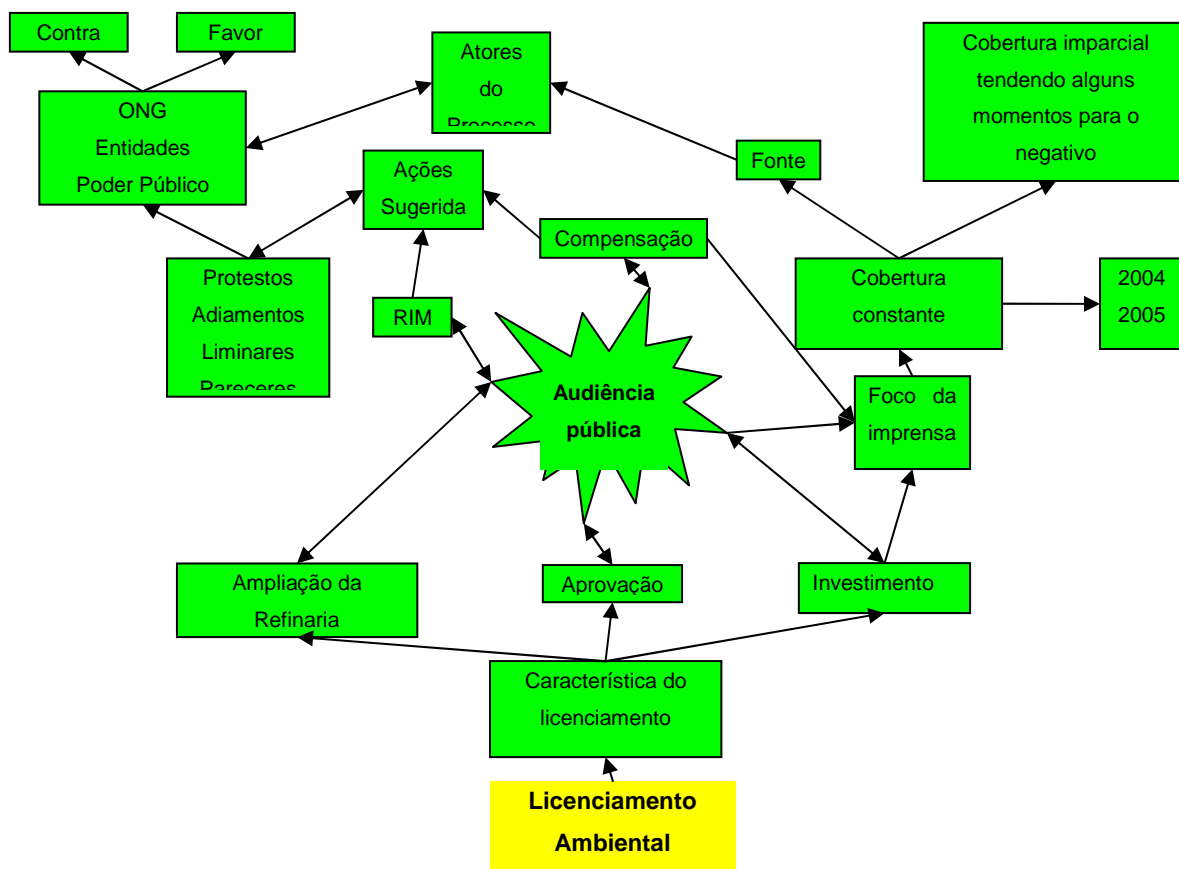 Contra
Favor
Atores
do
Processo
Cobertura imparcial
tendendo alguns
momentos para o
negativo
ONG
Entidades
Poder Público
Fonte
Ações
Sugerida
Compensação
Protestos
Adiamentos
Liminares
Pareceres
RIM
Cobertura
constante
2004
2005
Audiência
pública
Foco da
imprensa
Ampliação da
Refinaria
Aprovação
Investimento
Característica do
licenciamento
Licenciamento
Ambiental